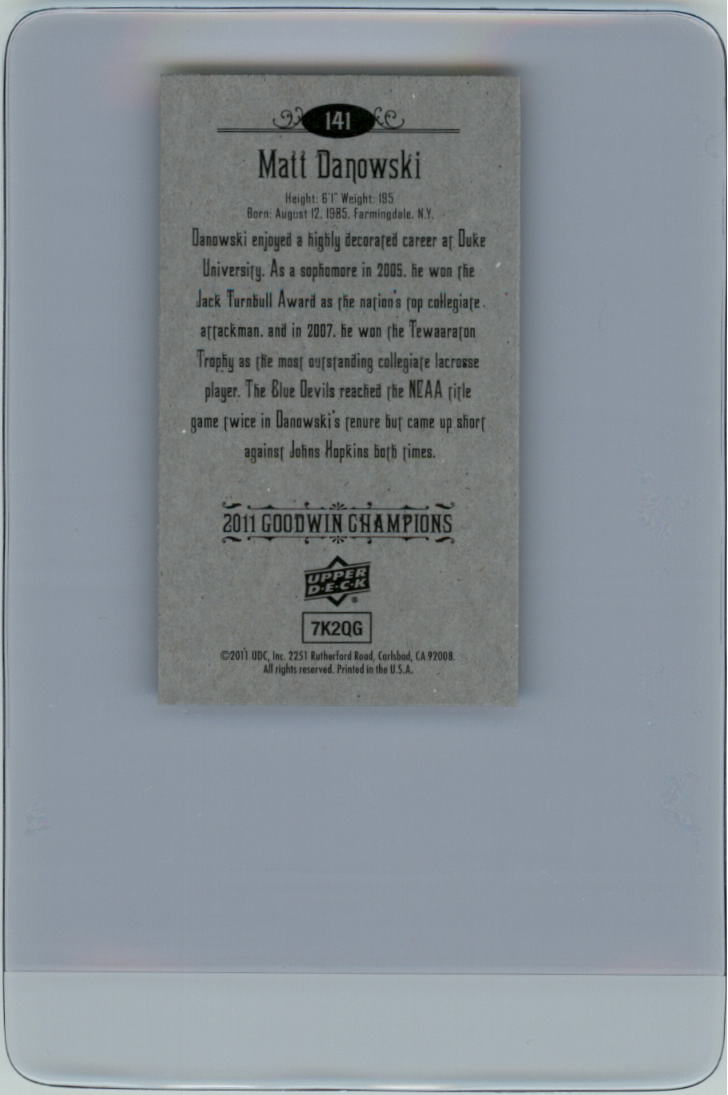 141
Matt Danowski
Height: 6'1" Weight: 195
Born: August 12, 1985, Farmingdale, N.Y.
Danowski enjoyed a highly decorated career at Duke
University. As a sophomore in 2005, he won the
Jack Turnbull Award as the nation's top collegiate
attackman, and in 2007, he won the Tewaaraton
Trophy as the most outstanding collegiate lacrosse
player. The Blue Devils reached the NCAA title
game twice in Danowski's tenure but came up short
against Johns Hopkins both times.
2011 GOODWIN CHAMPIONS
UPPER
D·E·C·K
®
7K2QG
©2011 UDC, Inc. 2251 Rutherford Road, Carlsbad, CA 92008.
All rights reserved. Printed in the U.S.A.